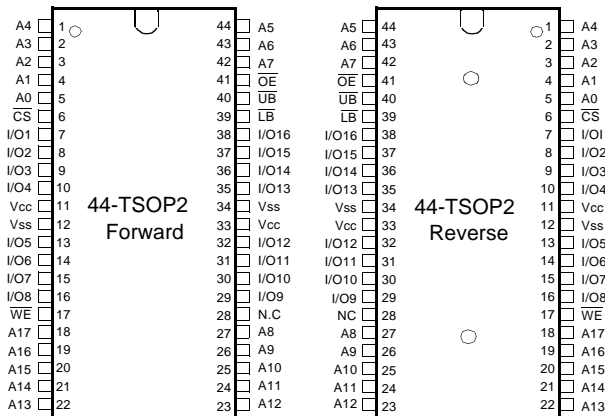 A4 1 44 A5 A5 44 1 A4
A3 2 43 A6 A6 43 2 A3
A2 3 42 A7 A7 42 3 A2
A1 4 41 OE OE 41 4 A1
A0 5 40 UB UB 40 5 A0
CS 6 39 LB LB 39 6 CS
I/O1 7 38 I/O16 I/O16 38 7 I/OI
I/O2 8 37 I/O15 I/O15 37 8 I/O2
I/O3 9 36 I/O14 I/O14 36 9 I/O3
I/O4 10 35 I/O13 I/O13 35 10 I/O4
Vcc 11 44-TSOP2 34 Vss Vss 34 44-TSOP2 11 Vcc
Vss 12 Forward 33 Vcc Vcc 33 Reverse 12 Vss
I/O5 13 32 I/O12 I/O12 32 13 I/O5
I/O6 14 31 I/O11 I/O11 31 14 I/O6
I/O7 15 30 I/O10 I/O10 30 15 I/O7
I/O8 16 29 I/O9 I/O9 29 16 I/O8
WE 17 28 N.C NC 28 17 WE
A17 18 27 A8 A8 27 18 A17
A16 19 26 A9 A9 26 19 A16
A15 20 25 A10 A10 25 20 A15
A14 21 24 A11 A11 24 21 A14
A13 22 23 A12 A12 23 22 A13